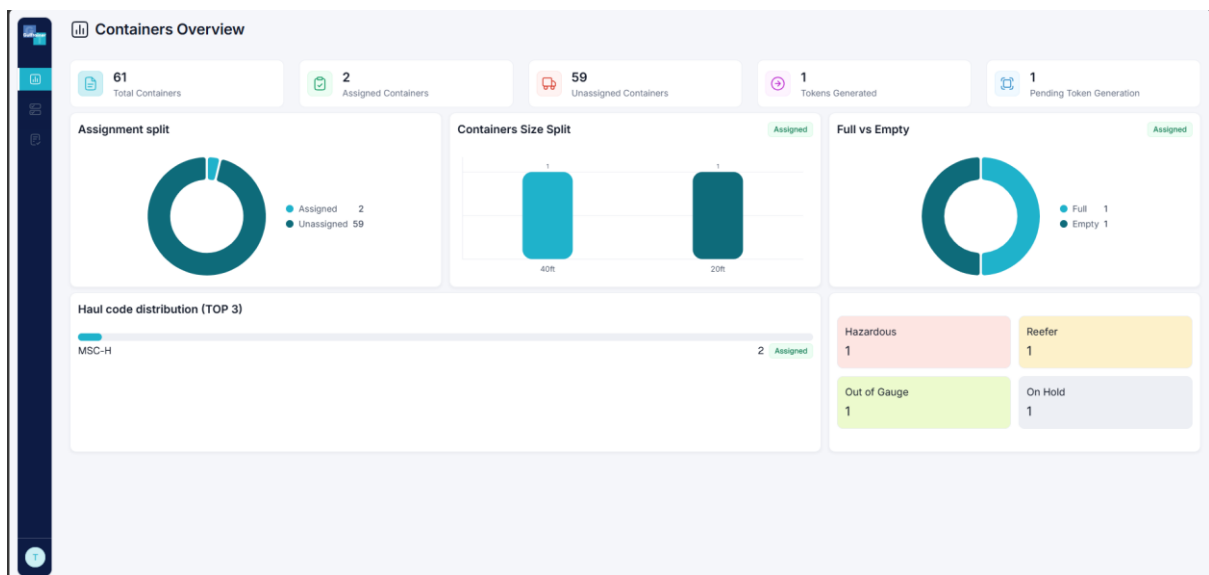 Containers Overview
61
Total Containers
2
Assigned Containers
59
Unassigned Containers
1
Tokens Generated
1
Pending Token Generation
Assignment split
Assigned 2
Unassigned 59
Containers Size Split
Assigned
1
1
40ft
20ft
Full vs Empty
Assigned
Full 1
Empty 1
Haul code distribution (TOP 3)
MSC-H
2 Assigned
Hazardous
1
Reefer
1
Out of Gauge
1
On Hold
1
T